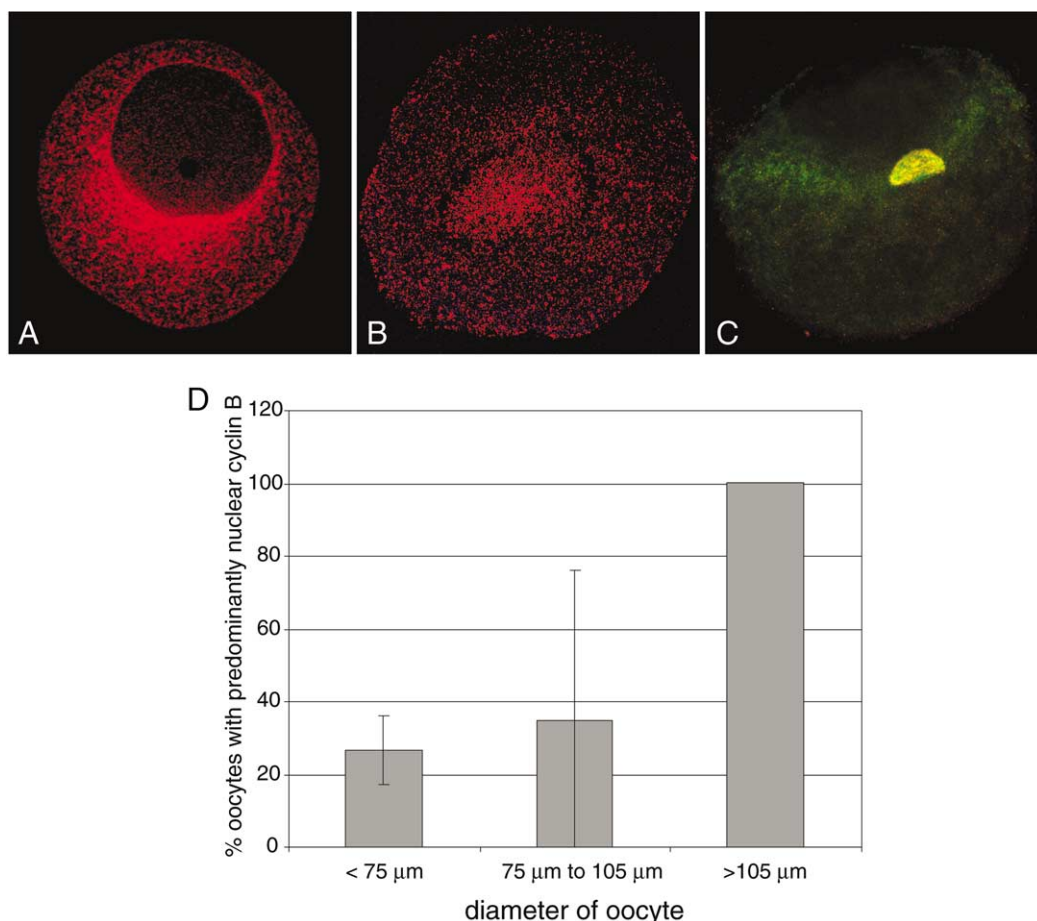 A
B
C
D
% oocytes with predominantly nuclear cyclin B
120
100
80
60
40
20
0
< 75 µm
75 µm to 105 µm
>105 µm
diameter of oocyte